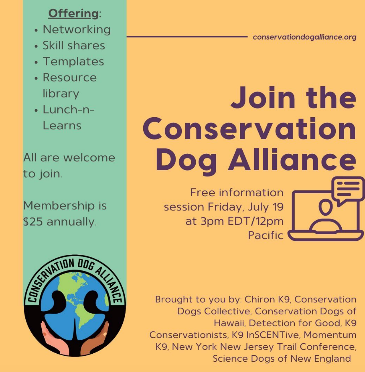 Offering:
• Networking
• Skill shares
• Templates
• Resource
library
• Lunch-n-
Learns
All are welcome
to join.
Membership is
$25 annually.
CONSERVATION DOG ALLIANCE
conservationdogalliance.org
Join the
Conservation
Dog Alliance
Free information
session Friday, July 19
at 3pm EDT/12pm
Pacific
Brought to you by: Chiron K9, Conservation
Dogs Collective, Conservation Dogs of
Hawaii, Detection for Good, K9
Conservationists, K9 InSCENTive, Momentum
K9, New York New Jersey Trail Conference,
Science Dogs of New England